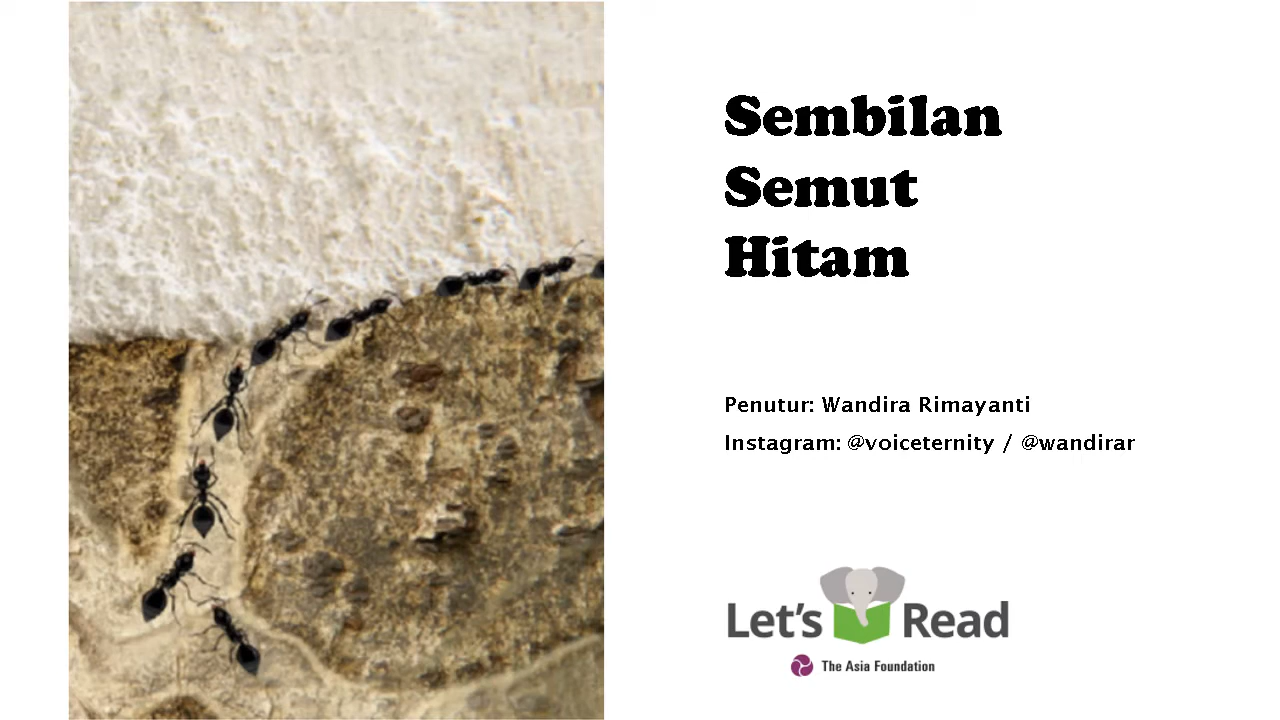 Sembilan
Semut
Hitam
Penutur: Wandira Rimayanti
Instagram: @voiceternity / @wandirar
Let's Read
The Asia Foundation